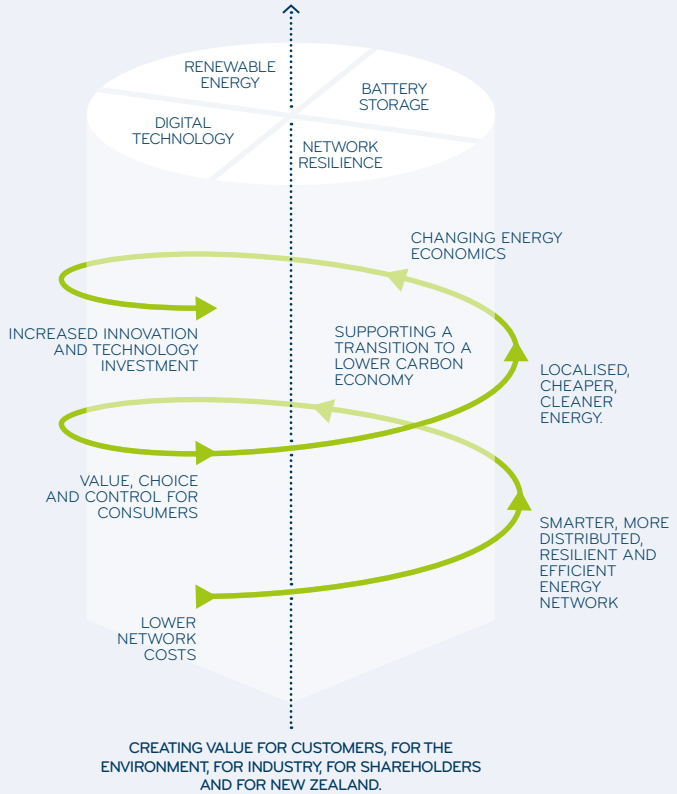 RENEWABLE
ENERGY
BATTERY
STORAGE
DIGITAL
TECHNOLOGY
NETWORK
RESILIENCE
CHANGING ENERGY
ECONOMICS
INCREASED INNOVATION
AND TECHNOLOGY
INVESTMENT
SUPPORTING A
TRANSITION TO A
LOWER CARBON
ECONOMY
LOCALISED,
CHEAPER,
CLEANER
ENERGY.
VALUE, CHOICE
AND CONTROL FOR
CONSUMERS
SMARTER, MORE
DISTRIBUTED,
RESILIENT AND
EFFICIENT
ENERGY
NETWORK
LOWER
NETWORK
COSTS
CREATING VALUE FOR CUSTOMERS, FOR THE
ENVIRONMENT, FOR INDUSTRY, FOR SHAREHOLDERS
AND FOR NEW ZEALAND.